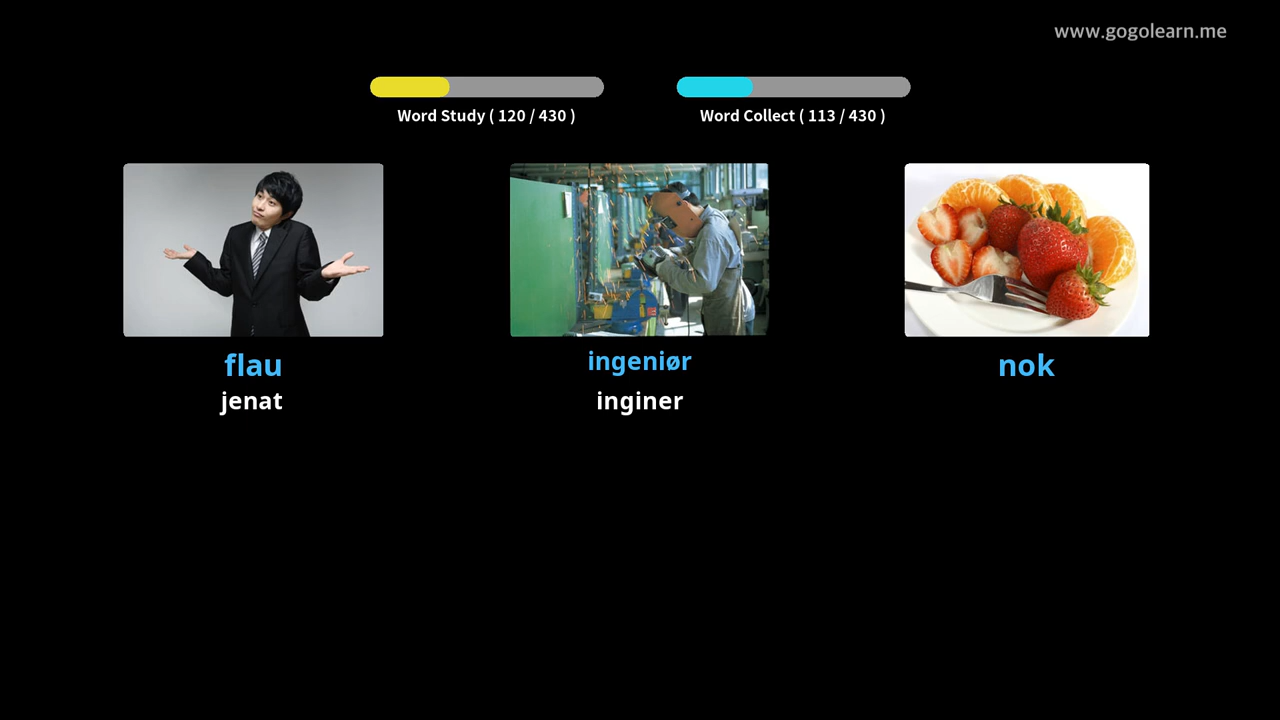 www.gogolearn.me
Word Study ( 120 / 430 )
Word Collect ( 113 / 430 )
flau
jenat
ingeniør
inginer
nok